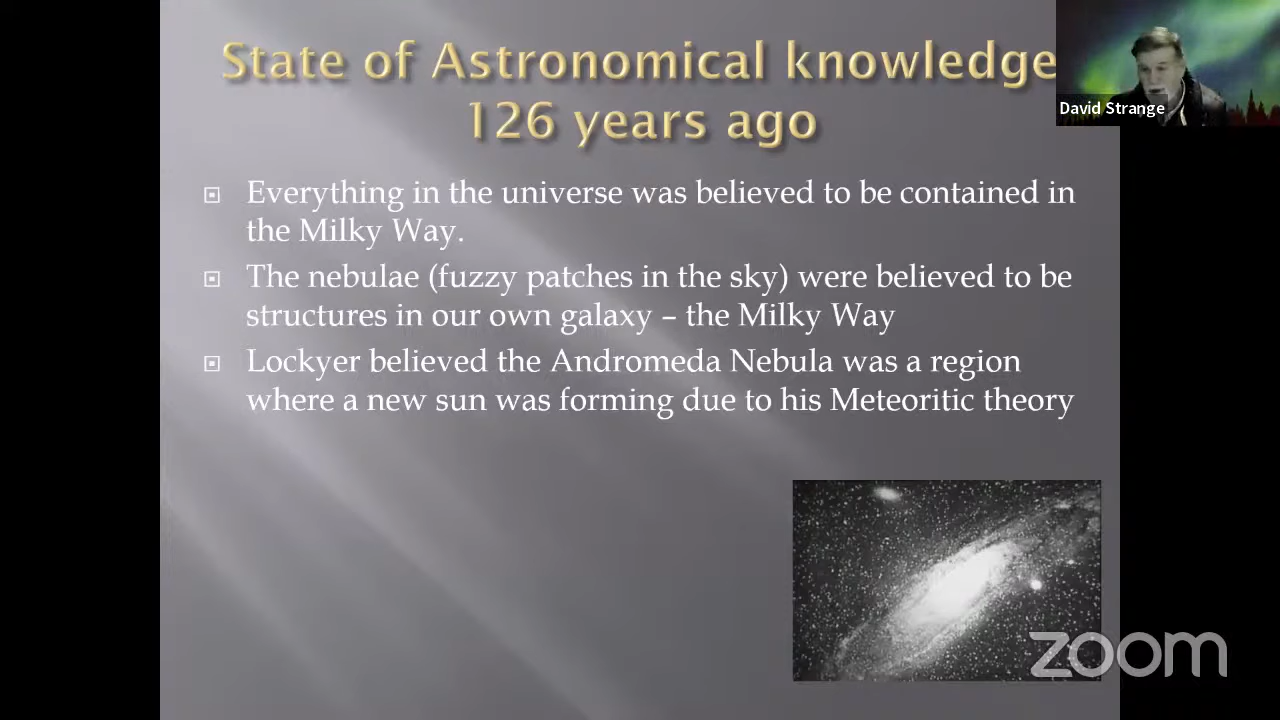 State of Astronomical knowledge
126 years ago
David Strange
Everything in the universe was believed to be contained in
the Milky Way.
The nebulae (fuzzy patches in the sky) were believed to be
structures in our own galaxy – the Milky Way
Lockyer believed the Andromeda Nebula was a region
where a new sun was forming due to his Meteoritic theory
zoom